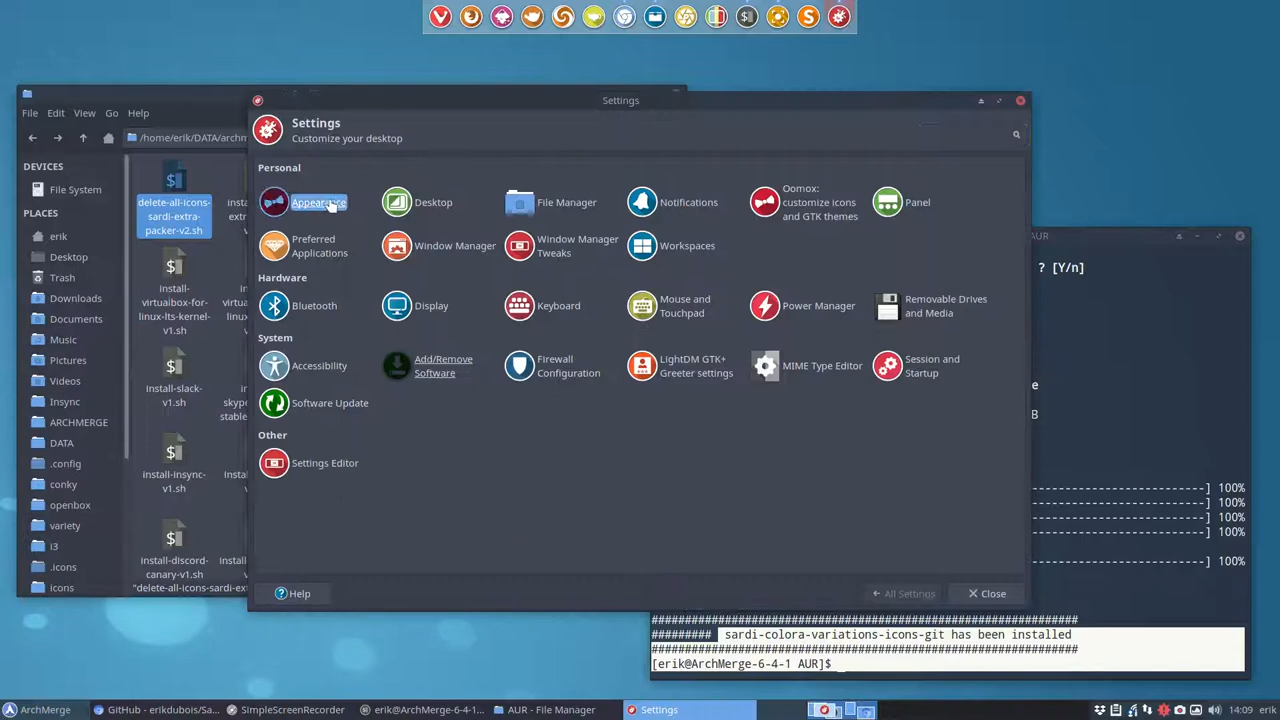 File Edit View Go Help
/home/erik/DATA/archm
DEVICES
File System
PLACES
erik
Desktop
Trash
Downloads
Documents
Music
Pictures
Videos
Insync
ARCHMERGE
DATA
.config
conky
openbox
variety
i3
.icons
icons
delete-all-icons-
sardi-extra-
packer-v2.sh
install-
virtualbox-for-
linux-lts-kernel-
v1.sh
install-slack-
v1.sh
install-insync-
v1.sh
install-discord-
canary-v1.sh
"delete-all-icons-sardi-ext
Settings
Settings
Customize your desktop
Personal
Appearance
Desktop
File Manager
Notifications
Oomox:
customize icons
and GTK themes
Panel
Preferred
Applications
Window Manager
Window Manager
Tweaks
Workspaces
Hardware
Bluetooth
Display
Keyboard
Mouse and
Touchpad
Power Manager
Removable Drives
and Media
System
Accessibility
Add/Remove
Software
Firewall
Configuration
LightDM GTK+
Greeter settings
MIME Type Editor
Session and
Startup
Software Update
Other
Settings Editor
Help
All Settings
Close
AUR
? [Y/n]
e
B
-----------------------] 100%
-----------------------] 100%
-----------------------] 100%
-----------------------] 100%
-----------------------] 100%
################################################################
######### sardi-colora-variations-icons-git has been installed
################################################################
[erik@ArchMerge-6-4-1 AUR]$
ArchMerge
GitHub - erikdubois/Sa...
SimpleScreenRecorder
erik@ArchMerge-6-4-1...
AUR - File Manager
Settings
14:09 erik